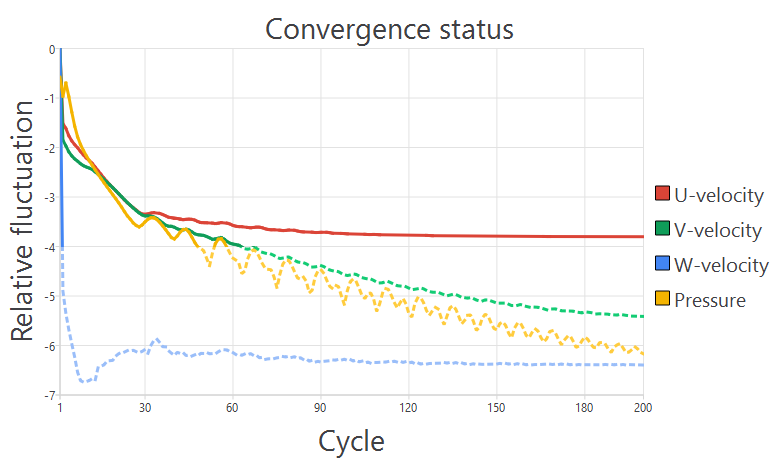 Convergence status
Relative fluctuation
0
-1
-2
-3
-4
-5
-6
-7
1 30 60 90 120 150 180 200
Cycle
U-velocity
V-velocity
W-velocity
Pressure